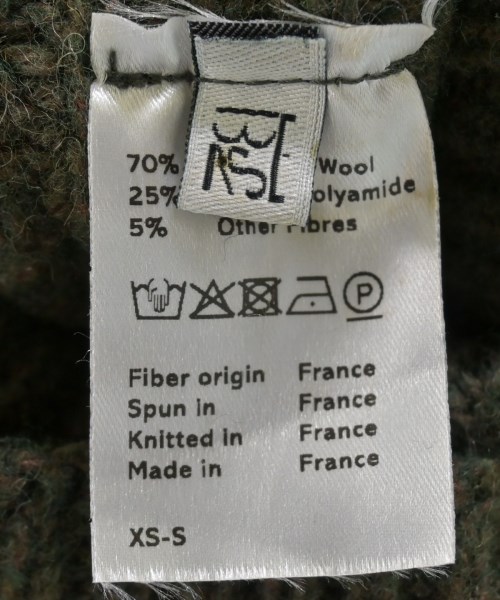 70% Wool
25%
5% Other Fibres
P
Fiber origin France
Spun in France
Knitted in France
Made in France
XS-S